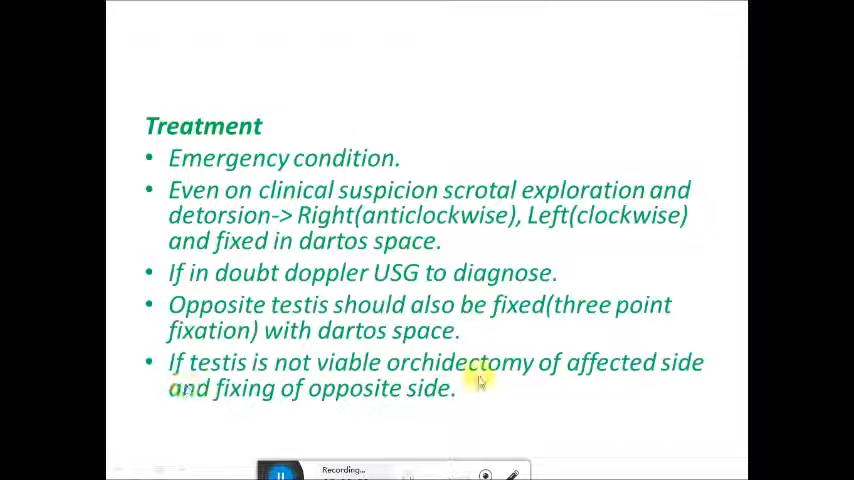 Treatment
• Emergency condition.
• Even on clinical suspicion scrotal exploration and
detorsion-> Right(anticlockwise), Left(clockwise)
and fixed in dartos space.
• If in doubt doppler USG to diagnose.
• Opposite testis should also be fixed(three point
fixation) with dartos space.
• If testis is not viable orchidectomy of affected side
and fixing of opposite side.
Recording...